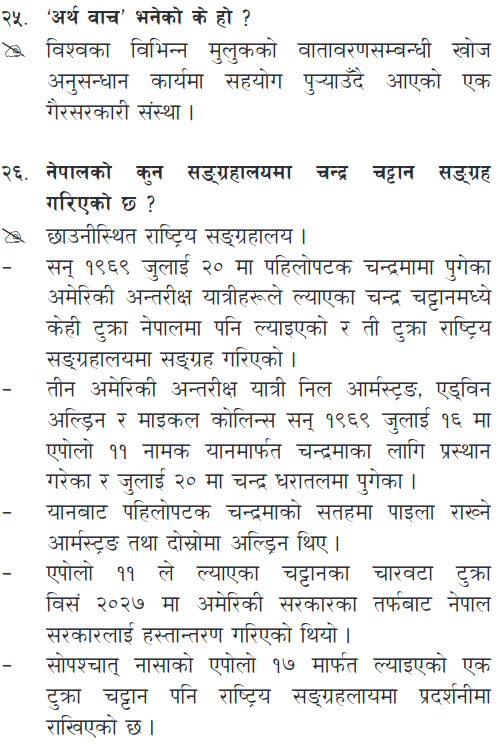 २५. ‘अर्थ वाच’ भनेको के हो ?
विश्वका विभिन्न मुलुकको वातावरणसम्बन्धी खोज
अनुसन्धान कार्यमा सहयोग पुऱ्याउँदै आएको एक
गैरसरकारी संस्था ।
२६. नेपालको कुन सङ्ग्रहालयमा चन्द्र चट्टान सङ्ग्रह
गरिएको छ ?
छाउनीस्थित राष्ट्रिय सङ्ग्रहालय ।
– सन् १९६९ जुलाई २० मा पहिलोपटक चन्द्रमामा पुगेका
अमेरिकी अन्तरीक्ष यात्रीहरूले ल्याएका चन्द्र चट्टानमध्ये
केही टुक्रा नेपालमा पनि ल्याइएको र ती टुक्रा राष्ट्रिय
सङ्ग्रहालयमा सङ्ग्रह गरिएको ।
– तीन अमेरिकी अन्तरीक्ष यात्री निल आर्मस्ट्रङ, एड्विन
अल्ड्रिन र माइकल कोलिन्स सन् १९६९ जुलाई १६ मा
एपोलो ११ नामक यानमार्फत चन्द्रमाका लागि प्रस्थान
गरेका र जुलाई २० मा चन्द्र धरातलमा पुगेका ।
– यानबाट पहिलोपटक चन्द्रमाको सतहमा पाइला राख्ने
आर्मस्ट्रङ तथा दोस्रोमा अल्ड्रिन थिए ।
– एपोलो ११ ले ल्याएका चट्टानका चारवटा टुक्रा
विसं २०२७ मा अमेरिकी सरकारका तर्फबाट नेपाल
सरकारलाई हस्तान्तरण गरिएको थियो ।
– सोपश्चात् नासाको एपोलो १७ मार्फत ल्याइएको एक
टुक्रा चट्टान पनि राष्ट्रिय सङ्ग्रहलायमा प्रदर्शनीमा
राखिएको छ ।